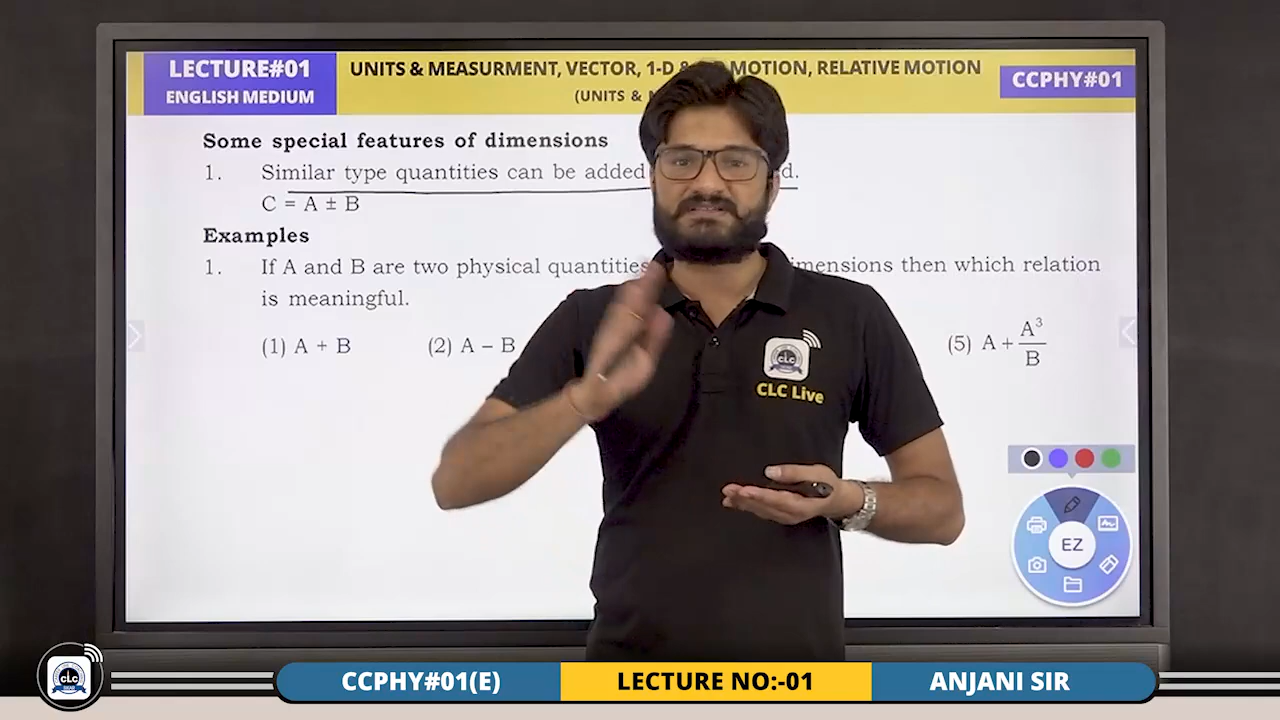 LECTURE#01
ENGLISH MEDIUM
UNITS & MEASURMENT, VECTOR, 1-D & MOTION, RELATIVE MOTION
(UNITS &
CCPHY#01
Some special features of dimensions
1. Similar type quantities can be added
C = A ± B
Examples
1. If A and B are two physical quantities then which relation
is meaningful.
(1) A + B (2) A − B (5) A + A³/B
CLC
CLC Live
EZ
CLC
CCPHY#01(E) LECTURE NO:-01 ANJANI SIR